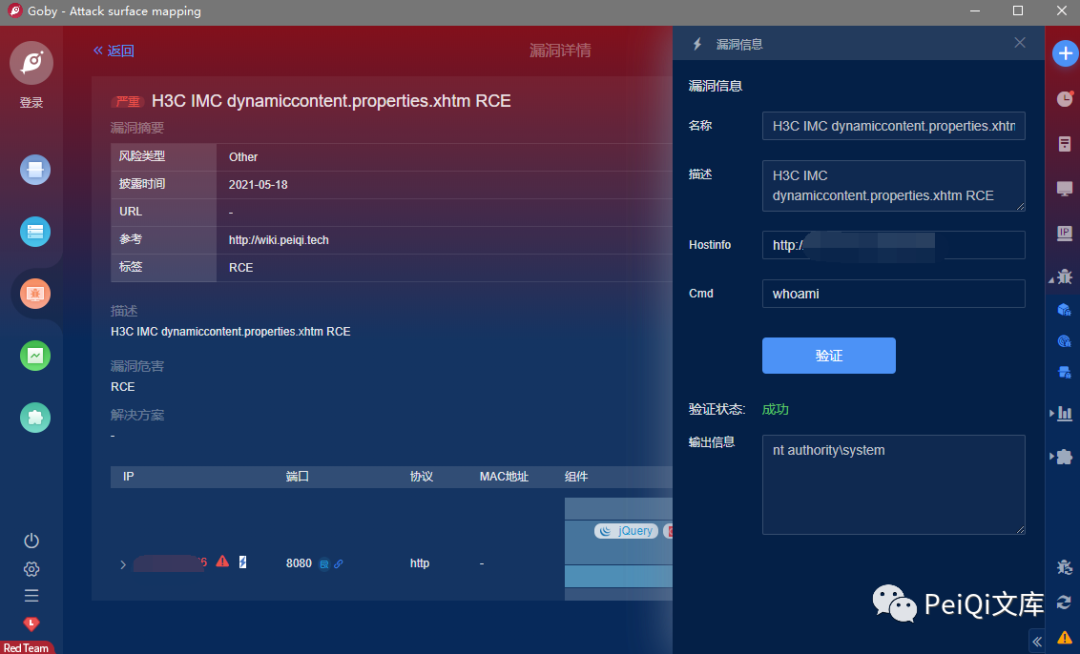 Goby - Attack surface mapping
登录
Red Team
« 返回
漏洞详情
严重 H3C IMC dynamiccontent.properties.xhtm RCE
漏洞摘要
风险类型 Other
披露时间 2021-05-18
URL -
参考 http://wiki.peiqi.tech
标签 RCE
描述
H3C IMC dynamiccontent.properties.xhtm RCE
漏洞危害
RCE
解决方案
-
IP 端口 协议 MAC地址 组件
jQuery
6 8080 http -
漏洞信息
漏洞信息
名称 H3C IMC dynamiccontent.properties.xhtm
描述 H3C IMC
dynamiccontent.properties.xhtm RCE
Hostinfo http:/
Cmd whoami
验证
验证状态: 成功
输出信息 nt authority\system
IP
PeiQi文库